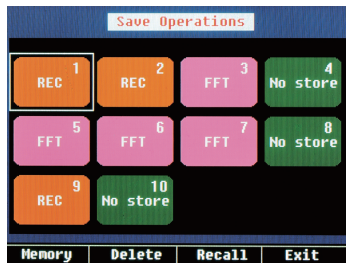 Save Operations
1 2 3 4
REC REC FFT No store
5 6 7 8
FFT FFT FFT No store
9 10
REC No store
Memory Delete Recall Exit